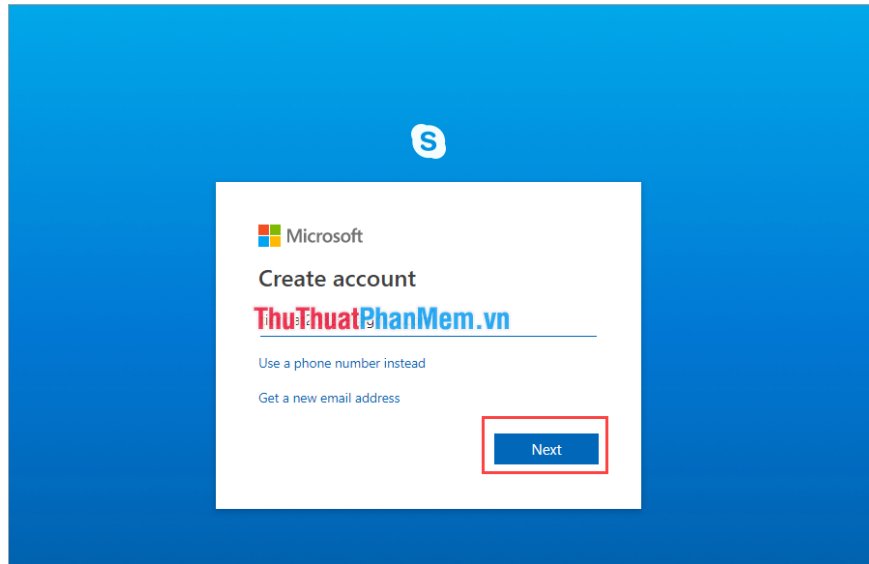 S
Microsoft
Create account
ThuThuatPhanMem.vn
Use a phone number instead
Get a new email address
Next